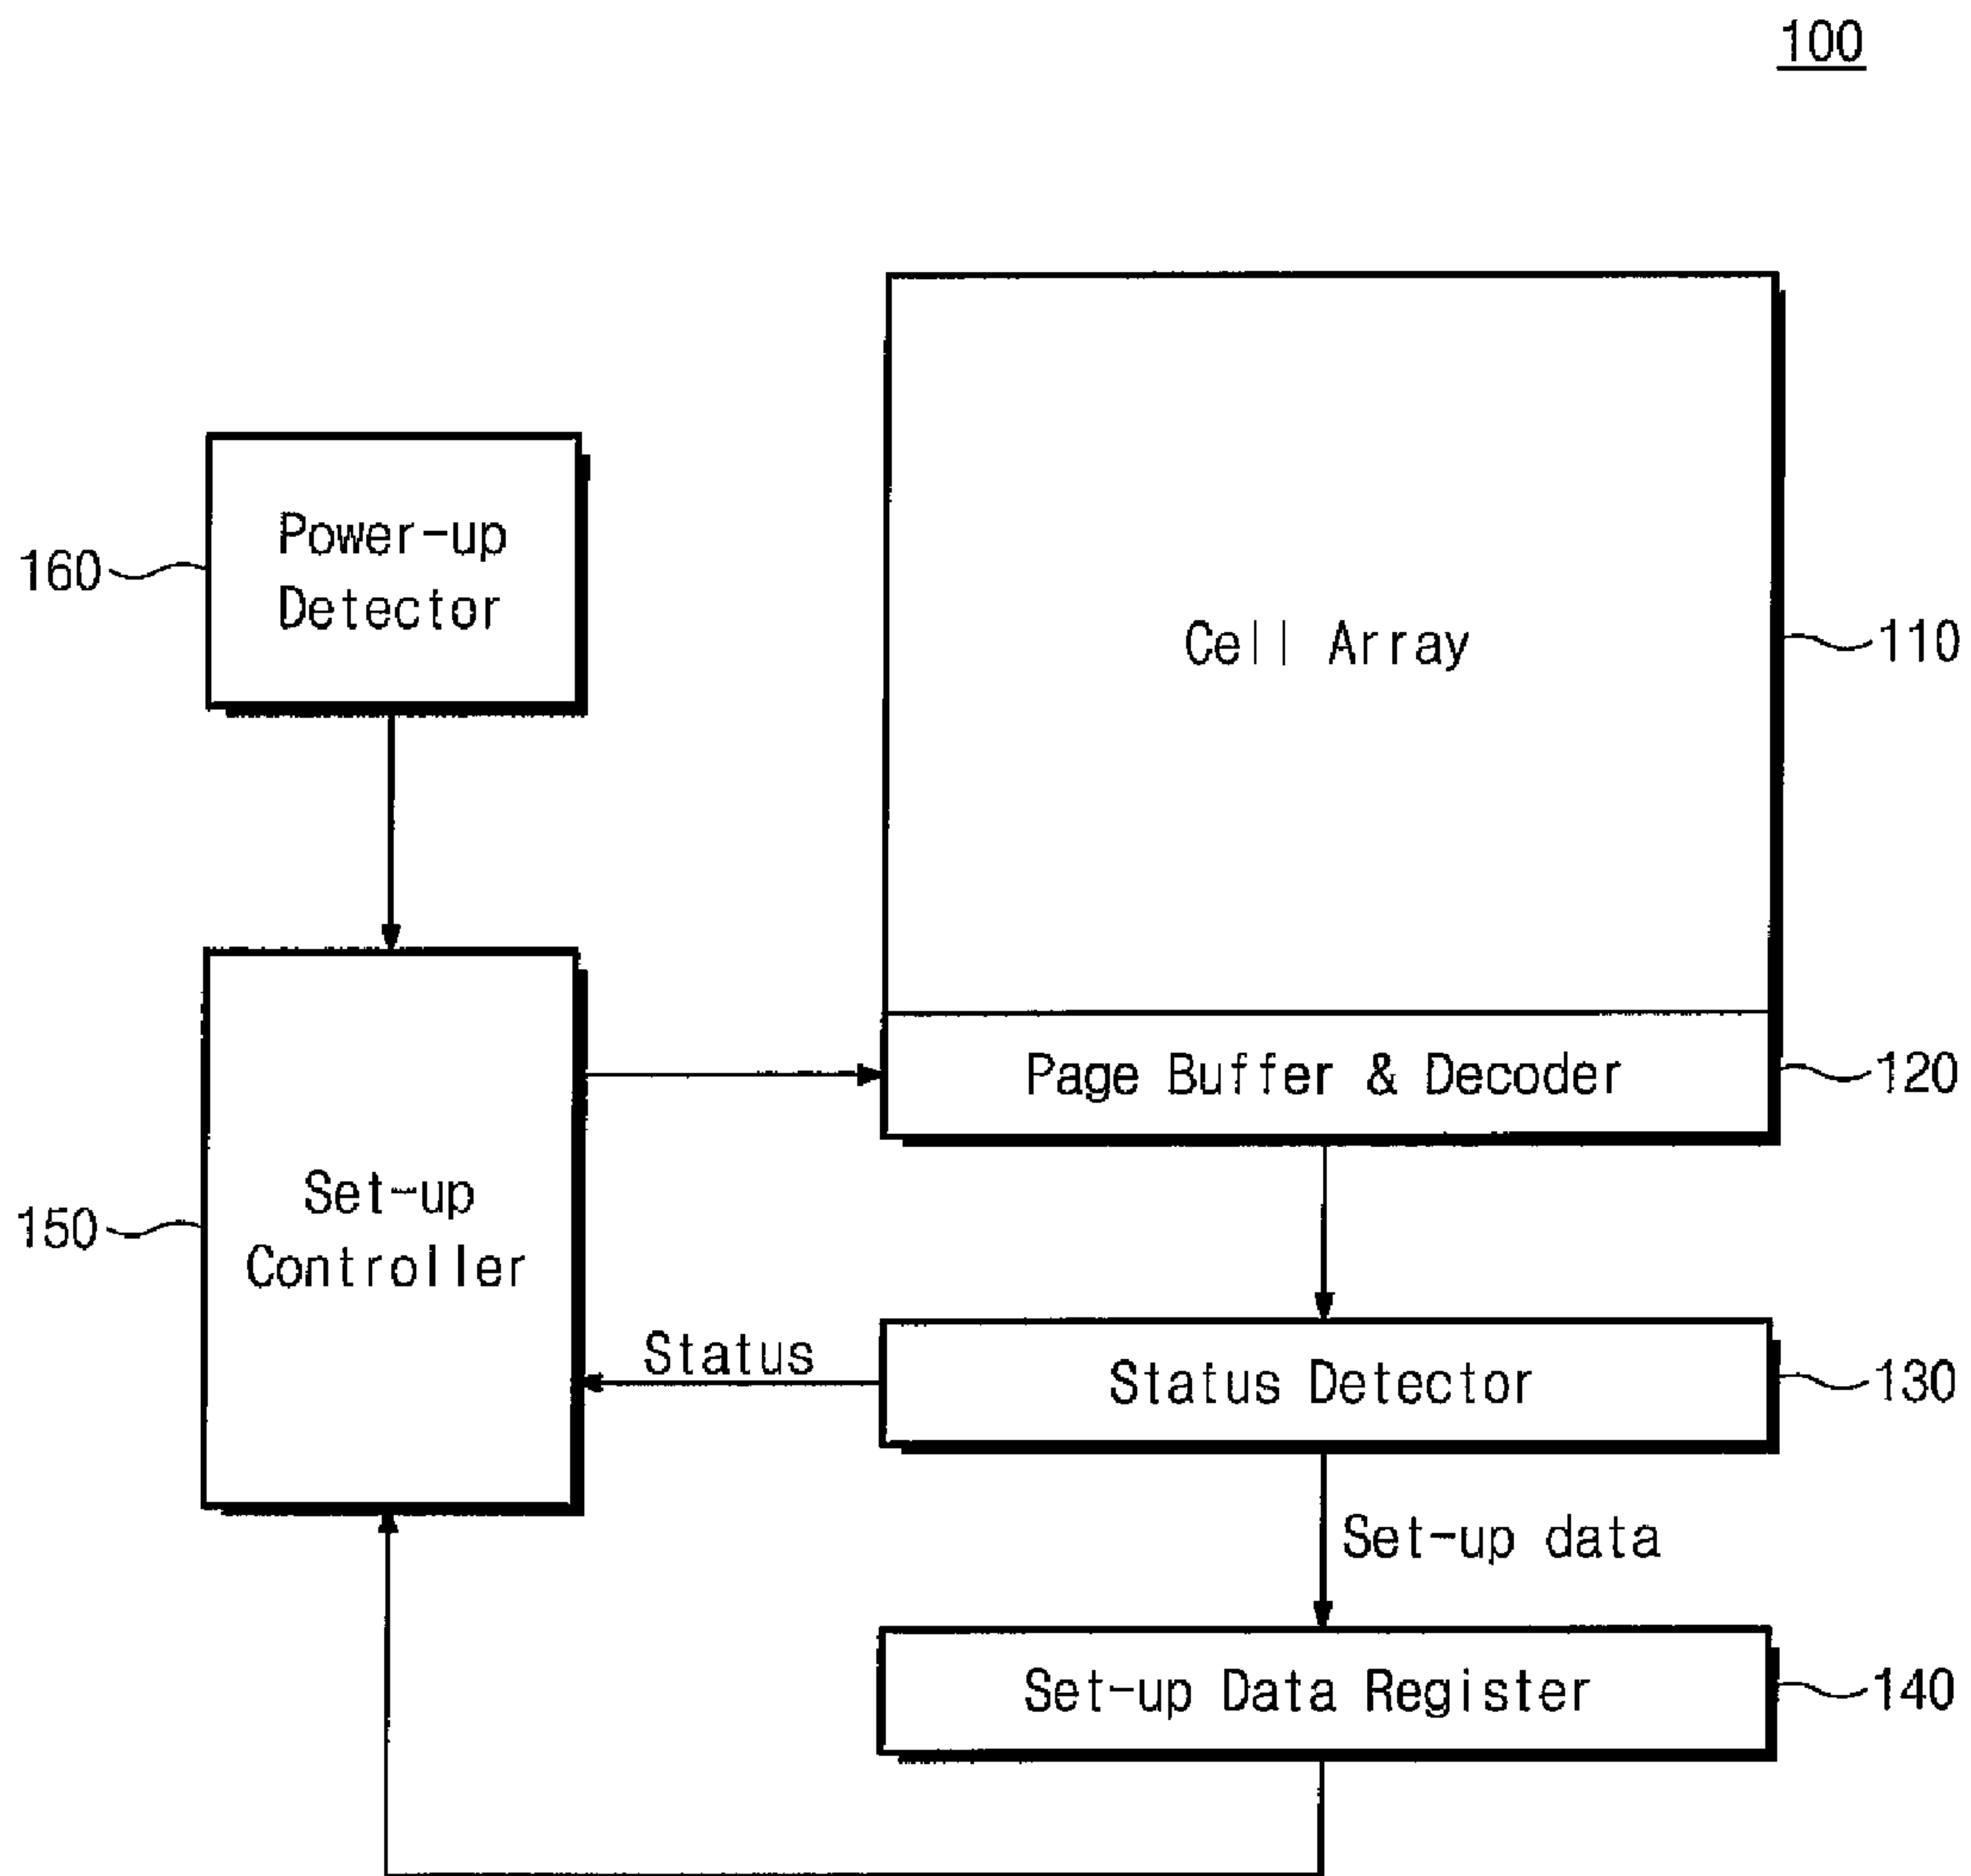 100
Power-up
Detector
160
Cell Array
110
Page Buffer & Decoder
120
Set-up
Controller
150
Status
Status Detector
130
Set-up data
Set-up Data Register
140